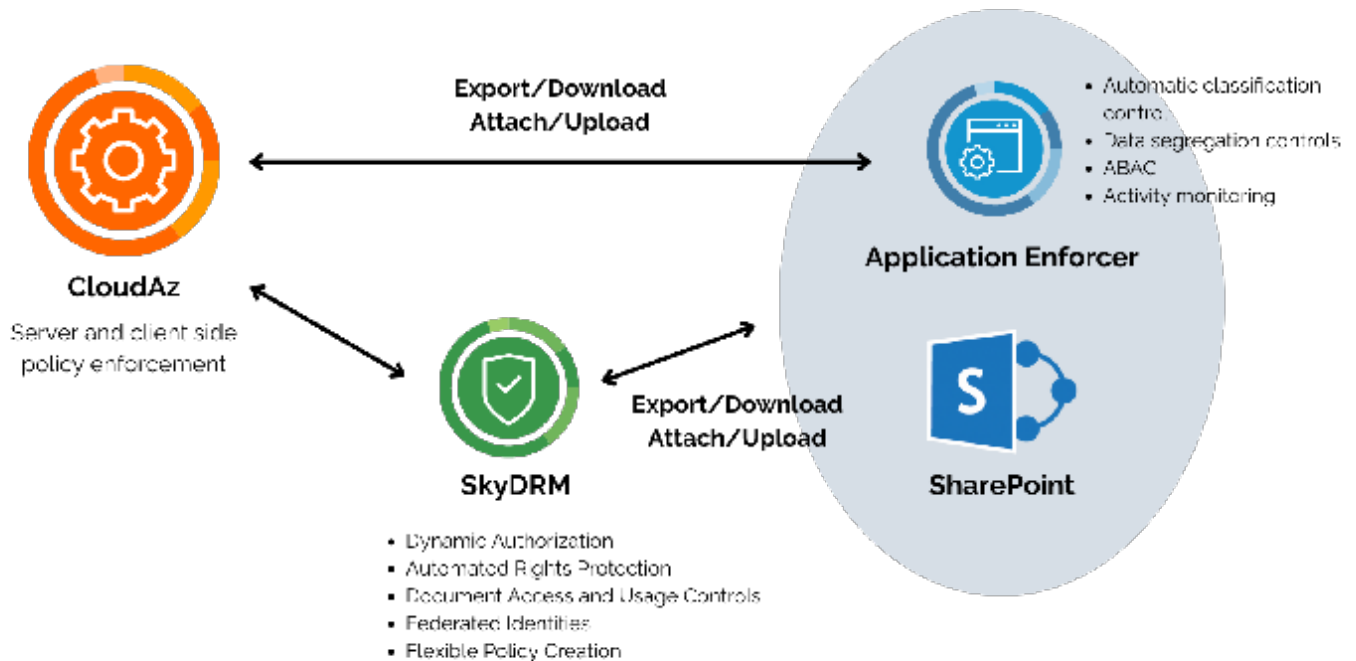 Export/Download
Attach/Upload
• Automatic classification
control
• Data segregation controls
• ABAC
• Activity monitoring
Application Enforcer
CloudAz
Server and client side
policy enforcement
Export/Download
Attach/Upload
S
SharePoint
SkyDRM
• Dynamic Authorization
• Automated Rights Protection
• Document Access and Usage Controls
• Federated Identities
• Flexible Policy Creation